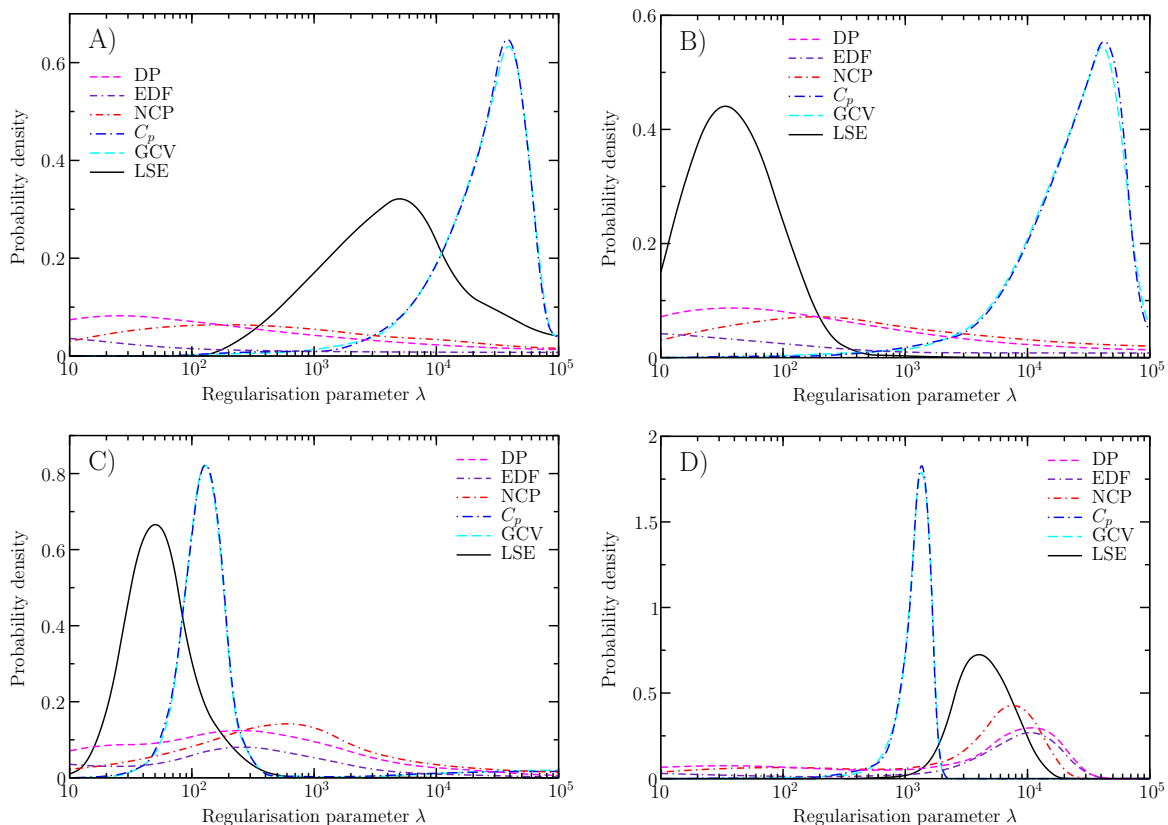 A)
DP
EDF
NCP
C_p
GCV
LSE
Probability density
0.6
0.4
0.2
0
10
10^2
10^3
10^4
10^5
Regularisation parameter λ
B)
DP
EDF
NCP
C_p
GCV
LSE
Probability density
0.6
0.4
0.2
0
10
10^2
10^3
10^4
10^5
Regularisation parameter λ
C)
DP
EDF
NCP
C_p
GCV
LSE
Probability density
0.8
0.6
0.4
0.2
0
10
10^2
10^3
10^4
10^5
Regularisation parameter λ
D)
DP
EDF
NCP
C_p
GCV
LSE
Probability density
2
1.5
1
0.5
0
10
10^2
10^3
10^4
10^5
Regularisation parameter λ